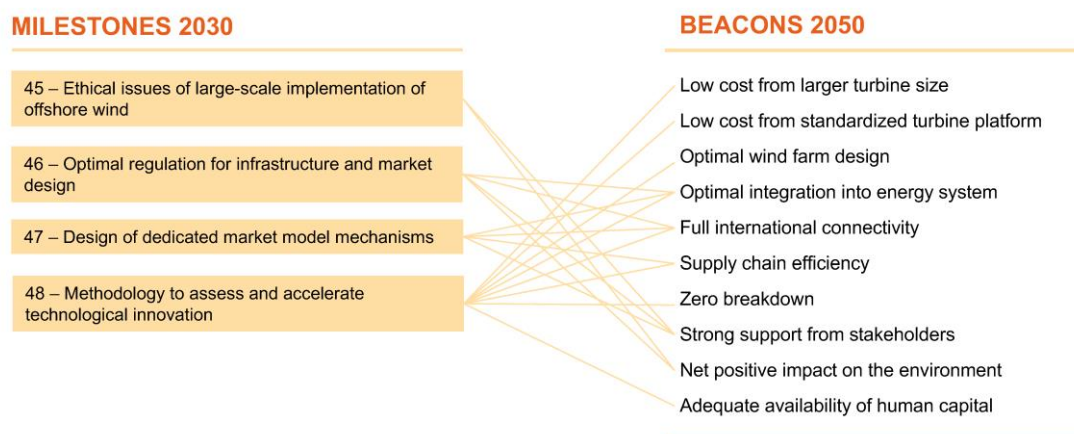 MILESTONES 2030
45 – Ethical issues of large-scale implementation of
offshore wind
46 – Optimal regulation for infrastructure and market
design
47 – Design of dedicated market model mechanisms
48 – Methodology to assess and accelerate
technological innovation
BEACONS 2050
Low cost from larger turbine size
Low cost from standardized turbine platform
Optimal wind farm design
Optimal integration into energy system
Full international connectivity
Supply chain efficiency
Zero breakdown
Strong support from stakeholders
Net positive impact on the environment
Adequate availability of human capital